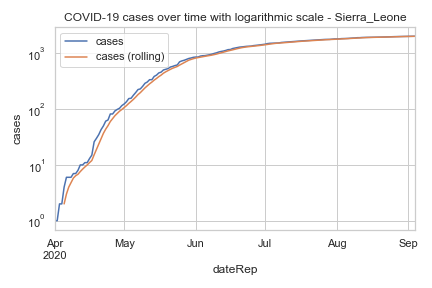 COVID-19 cases over time with logarithmic scale - Sierra_Leone
cases
cases (rolling)
10³
10²
10¹
10⁰
cases
Apr May Jun Jul Aug Sep
2020
dateRep